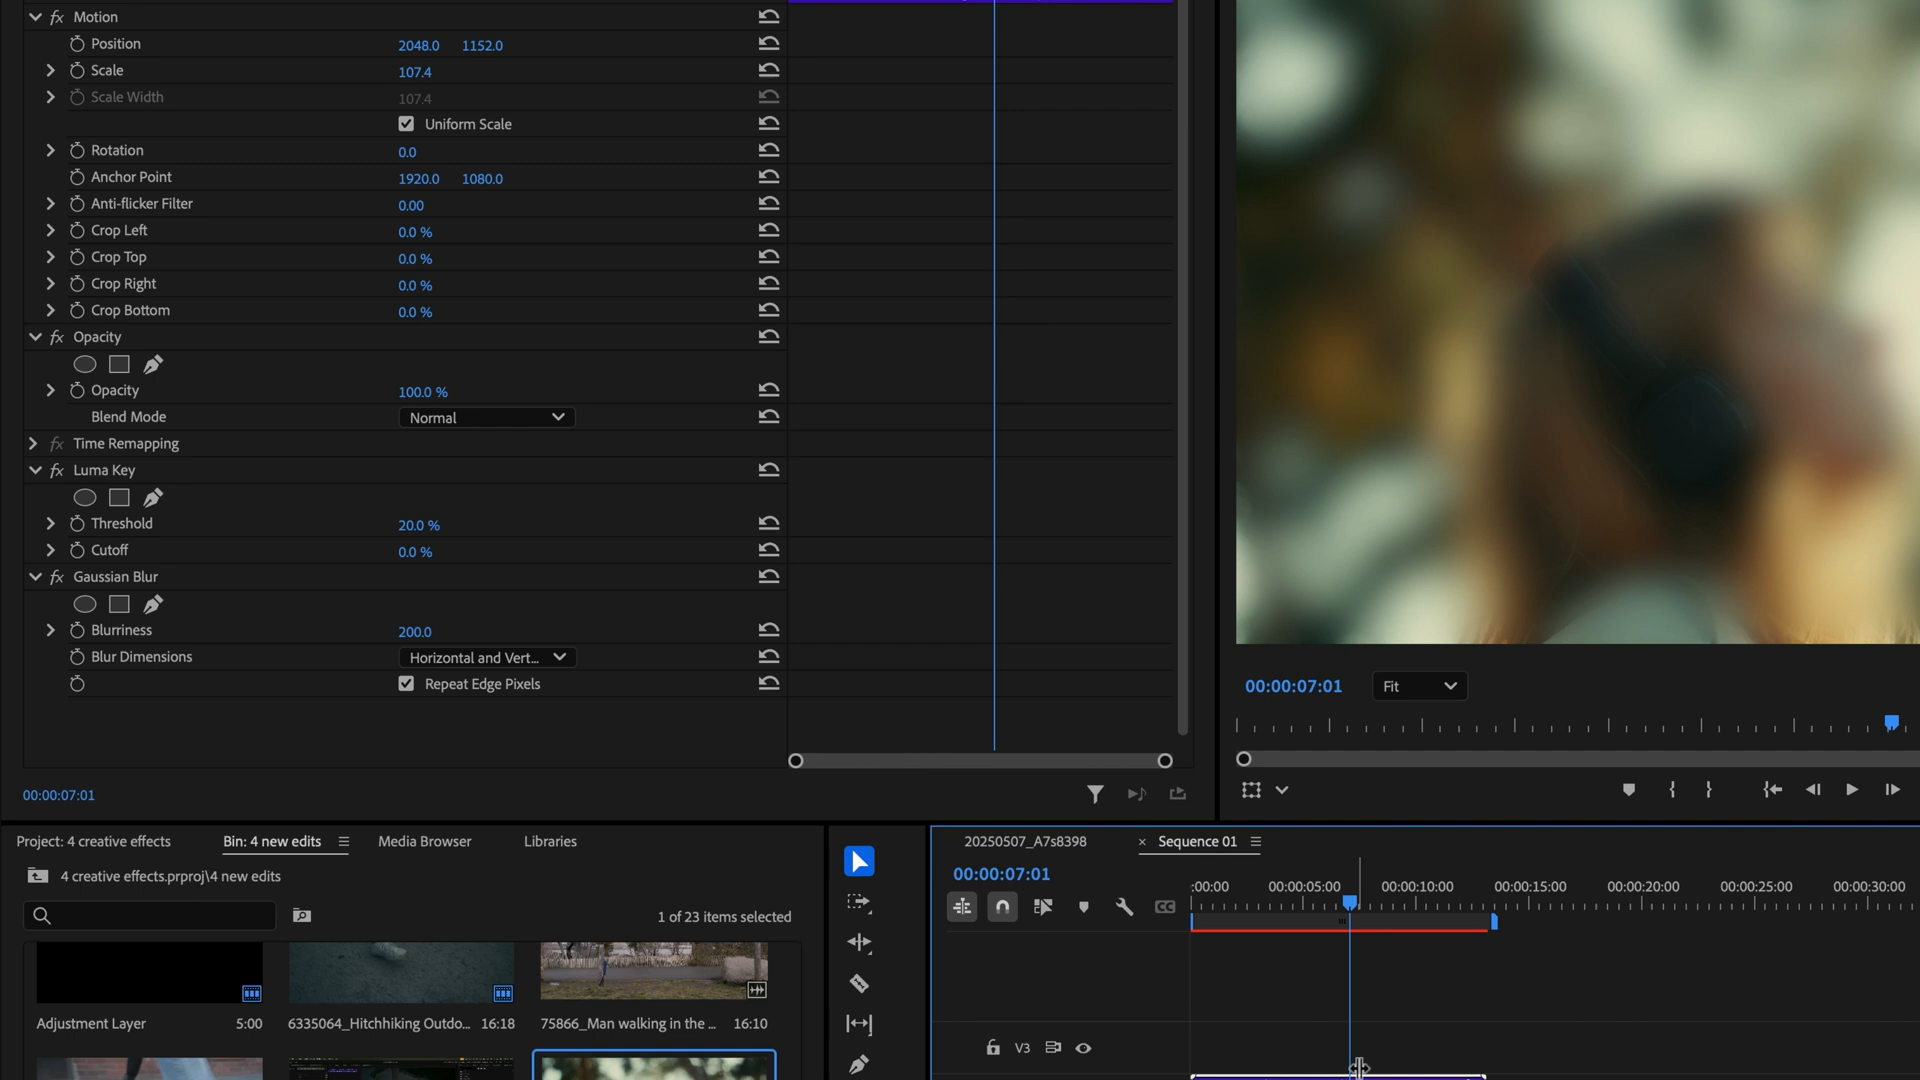 Motion
Position 2048.0 1152.0
Scale 107.4
Scale Width 107.4
Uniform Scale
Rotation 0.0
Anchor Point 1920.0 1080.0
Anti-flicker Filter 0.00
Crop Left 0.0 %
Crop Top 0.0 %
Crop Right 0.0 %
Crop Bottom 0.0 %
Opacity
Opacity 100.0 %
Blend Mode Normal
Time Remapping
Luma Key
Threshold 20.0 %
Cutoff 0.0 %
Gaussian Blur
Blurriness 200.0
Blur Dimensions Horizontal and Vert...
Repeat Edge Pixels
00:00:07:01
00:00:07:01 Fit
Project: 4 creative effects Bin: 4 new edits Media Browser Libraries
4 creative effects.prproj\4 new edits
1 of 23 items selected
Adjustment Layer 5:00 6335064_Hitchhiking Outdo... 16:18 75866_Man walking in the ... 16:10
20250507_A7s8398 × Sequence 01
00:00:07:01
:00:00 00:00:05:00 00:00:10:00 00:00:15:00 00:00:20:00 00:00:25:00 00:00:30:00
V3